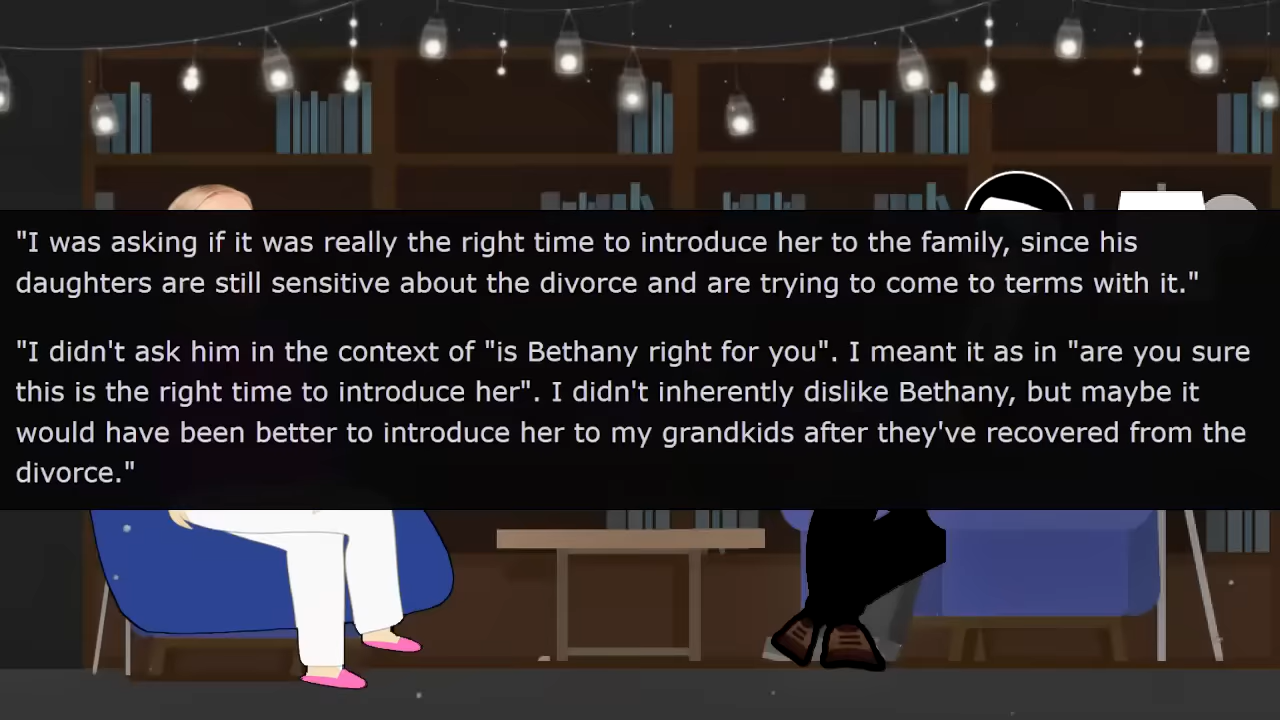 "I was asking if it was really the right time to introduce her to the family, since his
daughters are still sensitive about the divorce and are trying to come to terms with it."
"I didn't ask him in the context of "is Bethany right for you". I meant it as in "are you sure
this is the right time to introduce her". I didn't inherently dislike Bethany, but maybe it
would have been better to introduce her to my grandkids after they've recovered from the
divorce."